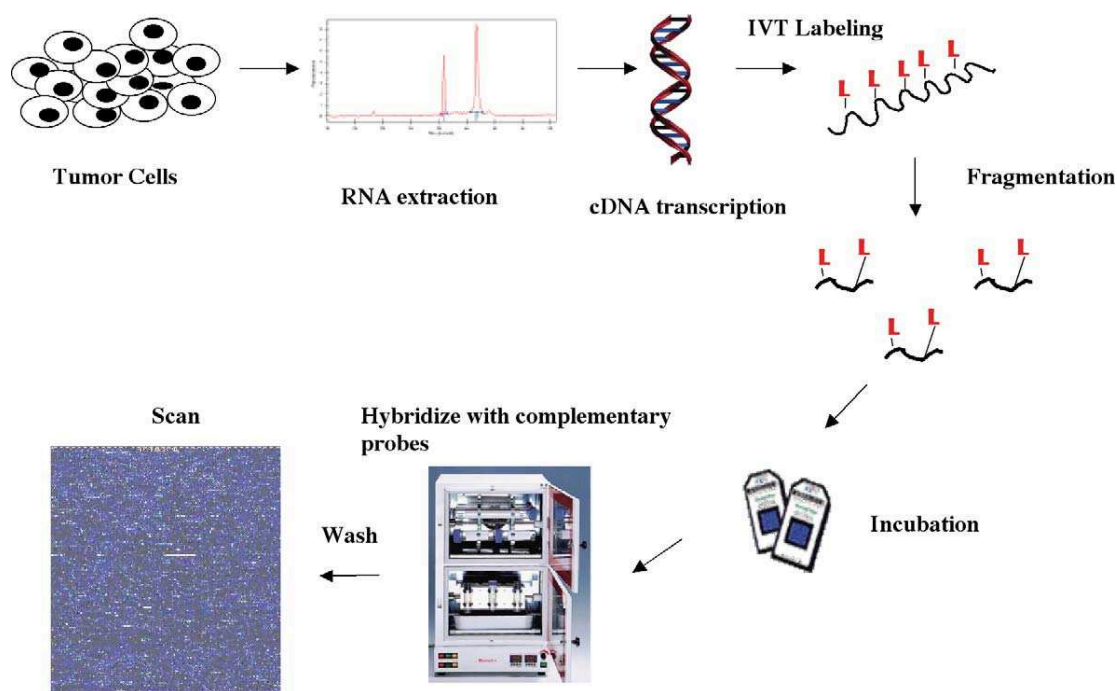 IVT Labeling
L
L
L
L
L
Tumor Cells
RNA extraction
cDNA transcription
Fragmentation
L
L
L
L
L
L
Scan
Hybridize with complementary
probes
Wash
Incubation